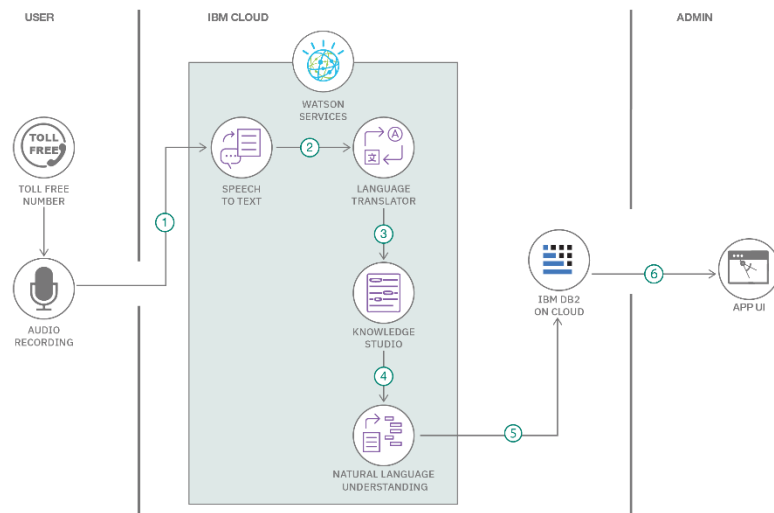 USER
IBM CLOUD
ADMIN
WATSON
SERVICES
TOLL
FREE
TOLL FREE
NUMBER
1
SPEECH
TO TEXT
2
A
文
LANGUAGE
TRANSLATOR
3
AUDIO
RECORDING
KNOWLEDGE
STUDIO
4
NATURAL LANGUAGE
UNDERSTANDING
5
IBM DB2
ON CLOUD
6
APP UI